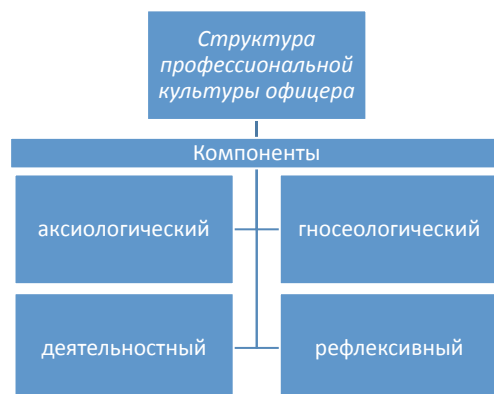 Структура
профессиональной
культуры офицера
Компоненты
аксиологический
гносеологический
деятельностный
рефлексивный